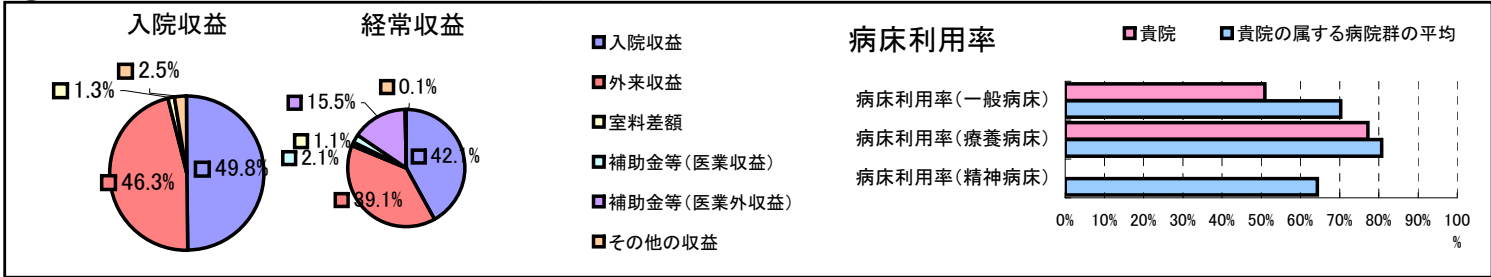 入院収益
2.5%
1.3%
49.8%
46.3%
経常収益
0.1%
15.5%
1.1%
2.1%
42.1%
39.1%
入院収益
外来収益
室料差額
補助金等（医業収益）
補助金等（医業外収益）
その他の収益
病床利用率
貴院 貴院の属する病院群の平均
病床利用率（一般病床）
病床利用率（療養病床）
病床利用率（精神病床）
0% 10% 20% 30% 40% 50% 60% 70% 80% 90% 100
%